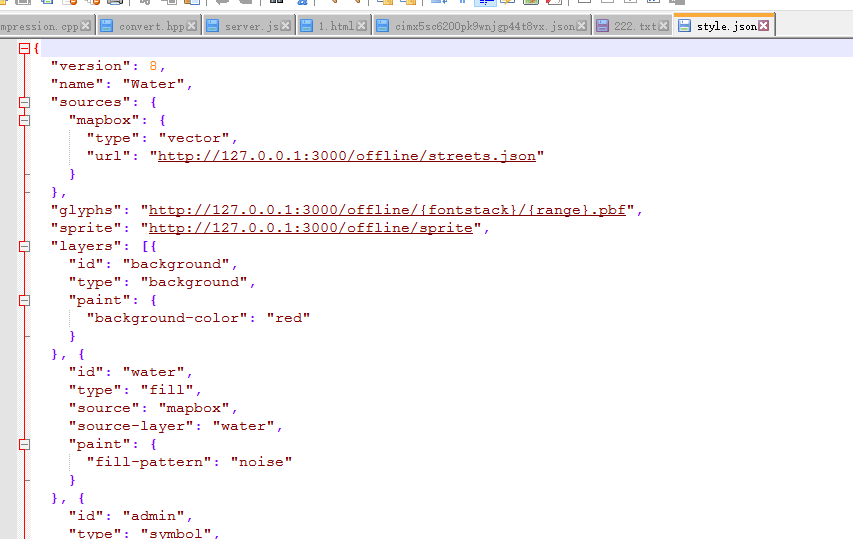 mpression.cpp convert.hpp server.js 1.html cimx5sc6200pk9wnjgp44t8vx.json 222.txt style.json
{
"version": 8,
"name": "Water",
"sources": {
"mapbox": {
"type": "vector",
"url": "http://127.0.0.1:3000/offline/streets.json"
}
},
"glyphs": "http://127.0.0.1:3000/offline/{fontstack}/{range}.pbf",
"sprite": "http://127.0.0.1:3000/offline/sprite",
"layers": [{
"id": "background",
"type": "background",
"paint": {
"background-color": "red"
}
}, {
"id": "water",
"type": "fill",
"source": "mapbox",
"source-layer": "water",
"paint": {
"fill-pattern": "noise"
}
}, {
"id": "admin",
"type": "symbol",